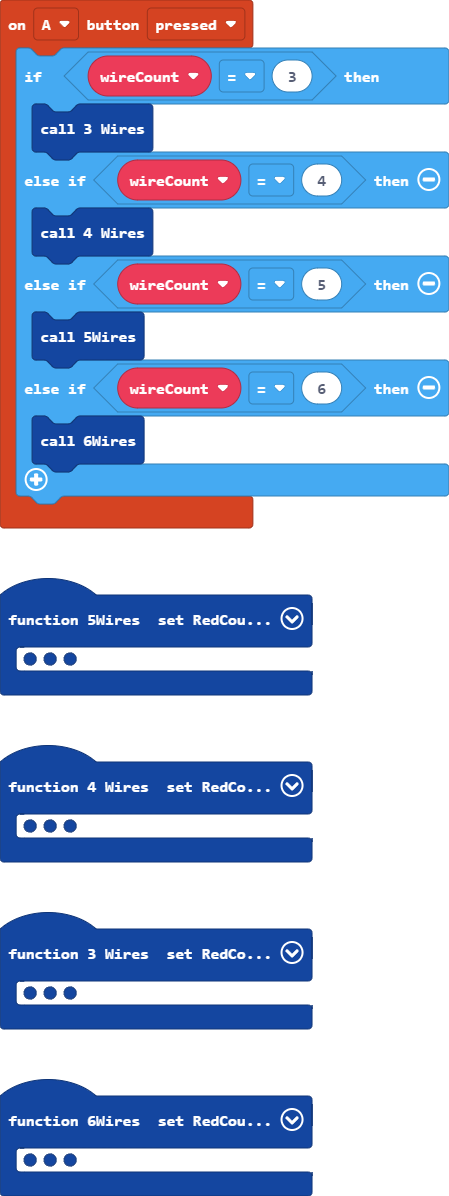 on A button pressed
if wireCount = 3 then
call 3 Wires
else if wireCount = 4 then
call 4 Wires
else if wireCount = 5 then
call 5Wires
else if wireCount = 6 then
call 6Wires
function 5Wires set RedCou...
function 4 Wires set RedCo...
function 3 Wires set RedCo...
function 6Wires set RedCou...